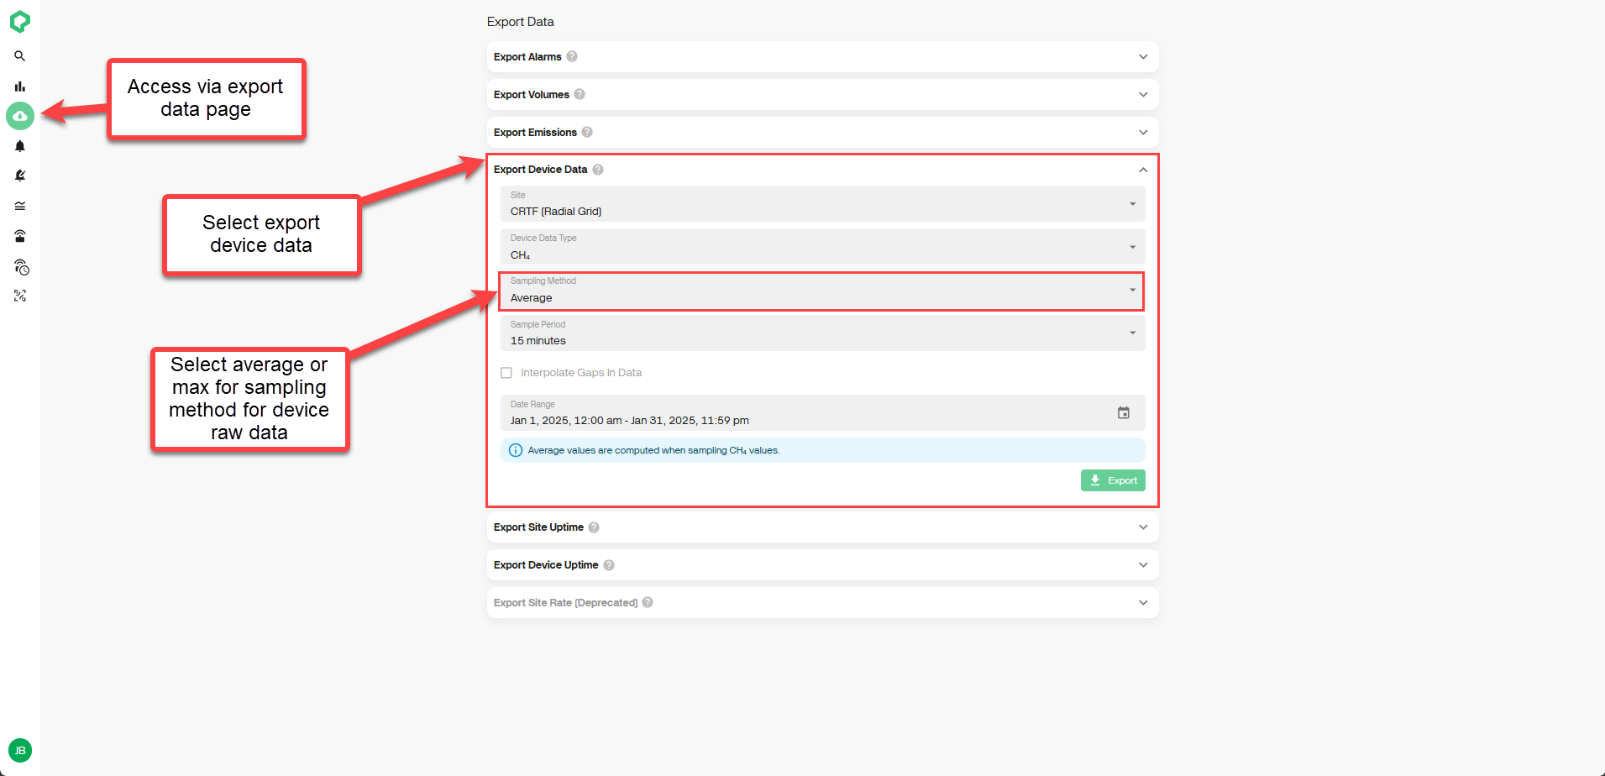 Export Data
Export Alarms
Access via export
data page
Export Volumes
Export Emissions
Export Device Data
Select export
device data
Site
CRTF (Radial Grid)
Device Data Type
CH₄
Sampling Method
Average
Sample Period
15 minutes
Select average or
max for sampling
method for device
raw data
Interpolate Gaps In Data
Date Range
Jan 1, 2025, 12:00 am - Jan 31, 2025, 11:59 pm
Average values are computed when sampling CH₄ values.
Export
Export Site Uptime
Export Device Uptime
Export Site Rate (Deprecated)
JB